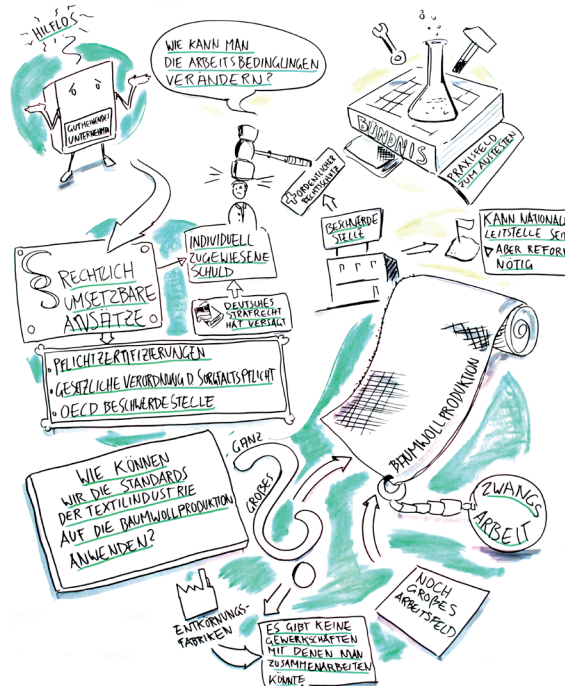 HILFLOS
GUTMEINENDES
UNTERNEHMEN
WIE KANN MAN
DIE ARBEITSBEDINGUNGEN
VERÄNDERN?
BÜNDNIS
PRAXISFELD
ZUM AUSTESTEN
ORDENTLICHER
RECHTSSCHUTZ
BESCHWERDE
STELLE
KANN NATIONALE
LEITSTELLE SEIN
ABER REFORM
NÖTIG
§ RECHTLICH
UMSETZBARE
ANSÄTZE
INDIVIDUELL
ZUGEWIESENE
SCHULD
DEUTSCHES
STRAFRECHT
HAT VERSAGT
• PFLICHTZERTIFIZIERUNGEN
• GESETZLICHE VERORDNUNG D SORGFALTSPFLICHT
• OECD BESCHWERDESTELLE
BAUMWOLLPRODUKTION
WIE KÖNNEN
WIR DIE STANDARDS
DER TEXTILINDUSTRIE
AUF DIE BAUMWOLLPRODUKTION
ANWENDEN?
GANZ
GROßES
?
ZWANGS
ARBEIT
NOCH
GROßES
ARBEITSFELD
ENTKÖRNUNGS-
FABRIKEN
ES GIBT KEINE
GEWERKSCHAFTEN
MIT DENEN MAN
ZUSAMMENARBEITEN
KÖNNTE